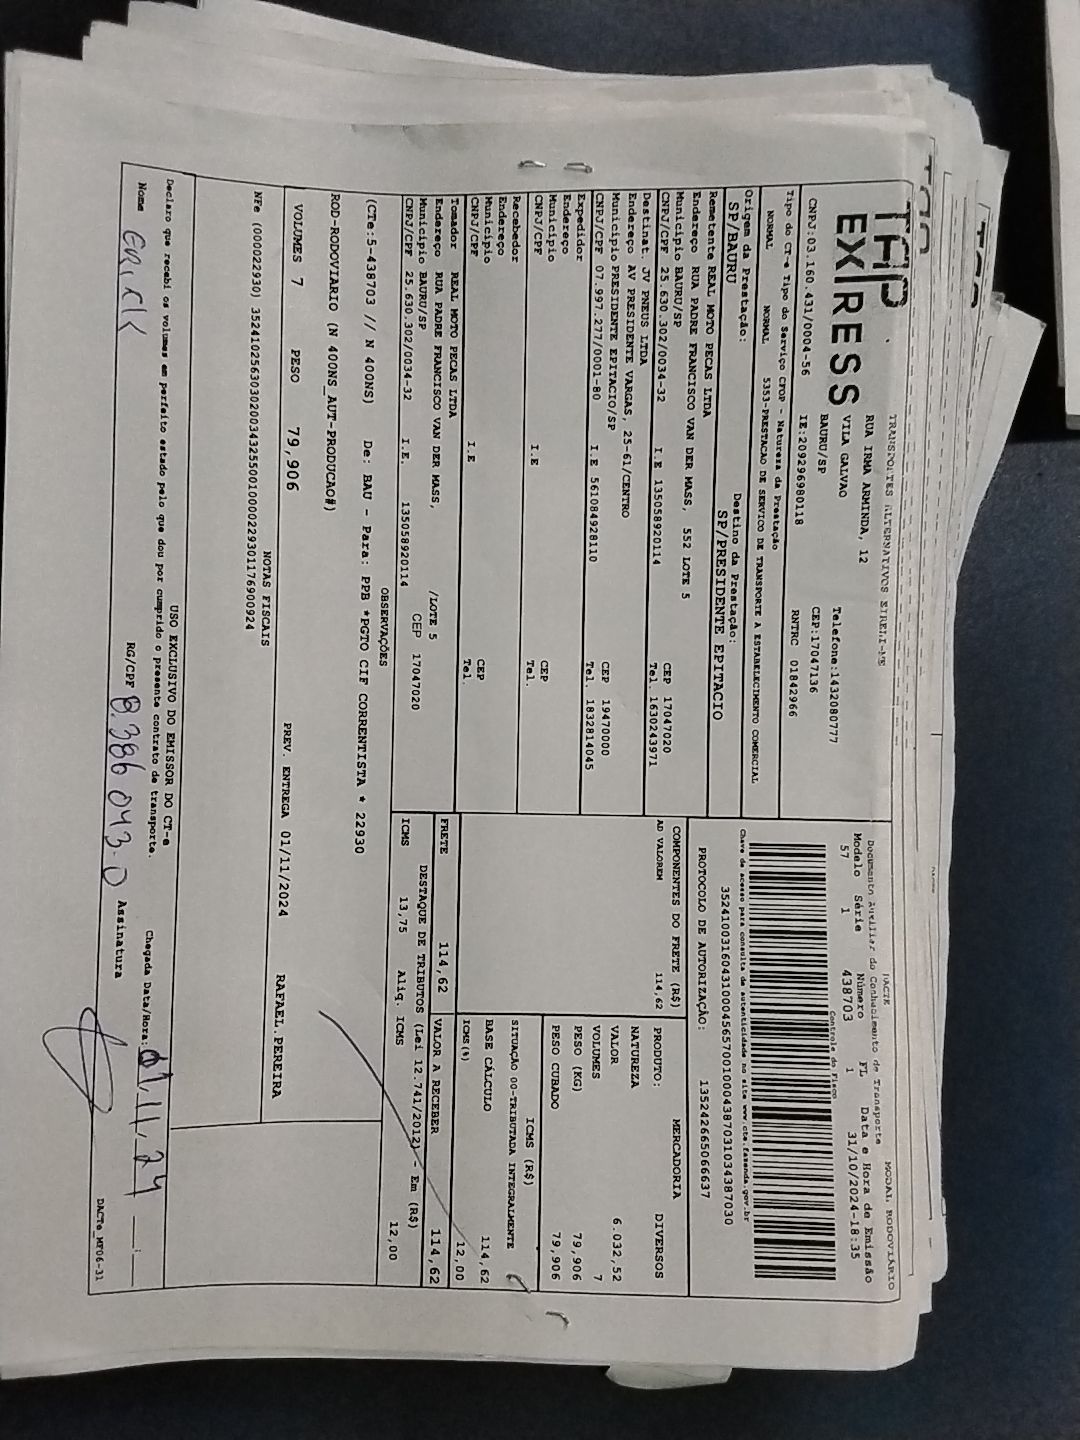 TAP EXPRESS
TRANSPORTES ALTERNATIVOS EIRELI-ME
RUA IRMA ARMINDA, 12
VILA GALVAO
BAURU/SP
Telefone:1432080777
CEP:17047136
CNPJ:03.160.431/0004-56
IE:209296980118
RNTRC 01842966
DACTE
MODAL RODOVIÁRIO
Documento Auxiliar do Conhecimento de Transporte
Modelo Série Número FL Data e Hora de Emissão
57 1 438703 1 31/10/2024-18:35
Controle do Fisco
Chave de acesso para consulta de autenticidade no site www.cte.fazenda.gov.br
35241003160431000456570010004387031034387030
PROTOCOLO DE AUTORIZAÇÃO: 135242665066637
Tipo do CT-e Tipo do Serviço CFOP - Natureza da Prestação
NORMAL NORMAL 5353-PRESTACAO DE SERVICO DE TRANSPORTE A ESTABELECIMENTO COMERCIAL
Origem da Prestação: Destino da Prestação:
SP/BAURU SP/PRESIDENTE EPITACIO
Remetente REAL MOTO PECAS LTDA
Endereço RUA PADRE FRANCISCO VAN DER MASS, 552 LOTE 5
Município BAURU/SP CEP 17047020
CNPJ/CPF 25.630.302/0034-32 I.E 135058920114 Tel. 1630243971
Destinat. JV PNEUS LTDA
Endereço AV PRESIDENTE VARGAS, 25-61/CENTRO
Município PRESIDENTE EPITACIO/SP CEP 19470000
CNPJ/CPF 07.997.277/0001-80 I.E 561084928110 Tel. 1832814045
Expedidor
Endereço
Município CEP
CNPJ/CPF I.E Tel.
Recebedor
Endereço
Município CEP
CNPJ/CPF I.E Tel.
Tomador REAL MOTO PECAS LTDA
Endereço RUA PADRE FRANCISCO VAN DER MASS, /LOTE 5
Município BAURU/SP CEP 17047020
CNPJ/CPF 25.630.302/0034-32 I.E. 135058920114
COMPONENTES DO FRETE (R$)
AD VALOREM 114,62
MERCADORIA
PRODUTO: DIVERSOS
NATUREZA
VALOR 6.032,52
VOLUMES 7
PESO (KG) 79,906
PESO CUBADO 79,906
ICMS (R$)
SITUAÇÃO 00-TRIBUTADA INTEGRALMENTE
BASE CÁLCULO 114,62
ICMS(%) 12,00
FRETE 114,62 VALOR A RECEBER 114,62
DESTAQUE DE TRIBUTOS (Lei 12.741/2012) - Em (R$)
ICMS 13,75 Aliq. ICMS 12,00
OBSERVAÇÕES
(CTe:5-438703 // N 400NS) De: BAU - Para: PPB *PGTO CIF CORRENTISTA * 22930
ROD-RODOVIARIO (N 400NS_AUT-PRODUCAO#)
VOLUMES 7 PESO 79,906 PREV. ENTREGA 01/11/2024 RAFAEL.PEREIRA
NOTAS FISCAIS
NFe (000022930) 35241025630302003432550010000229301176900924
USO EXCLUSIVO DO EMISSOR DO CT-e
Declaro que recebi os volumes em perfeito estado pelo que dou por cumprido o presente contrato de transporte.
Chegada Data/Hora: 01/11/24 __:__
Nome ERICK RG/CPF 8.386 043-0 Assinatura
DACTe_MF06-31